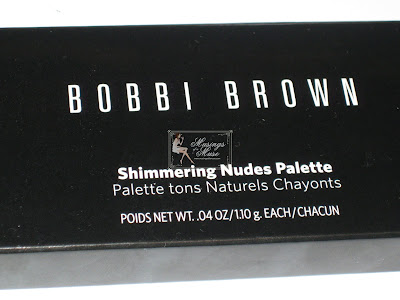 BOBBI BROWN
Musings
of a
Muse
Shimmering Nudes Palette
Palette tons Naturels Chayonts
POIDS NET WT. .04 OZ/1.10 g. EACH/CHACUN